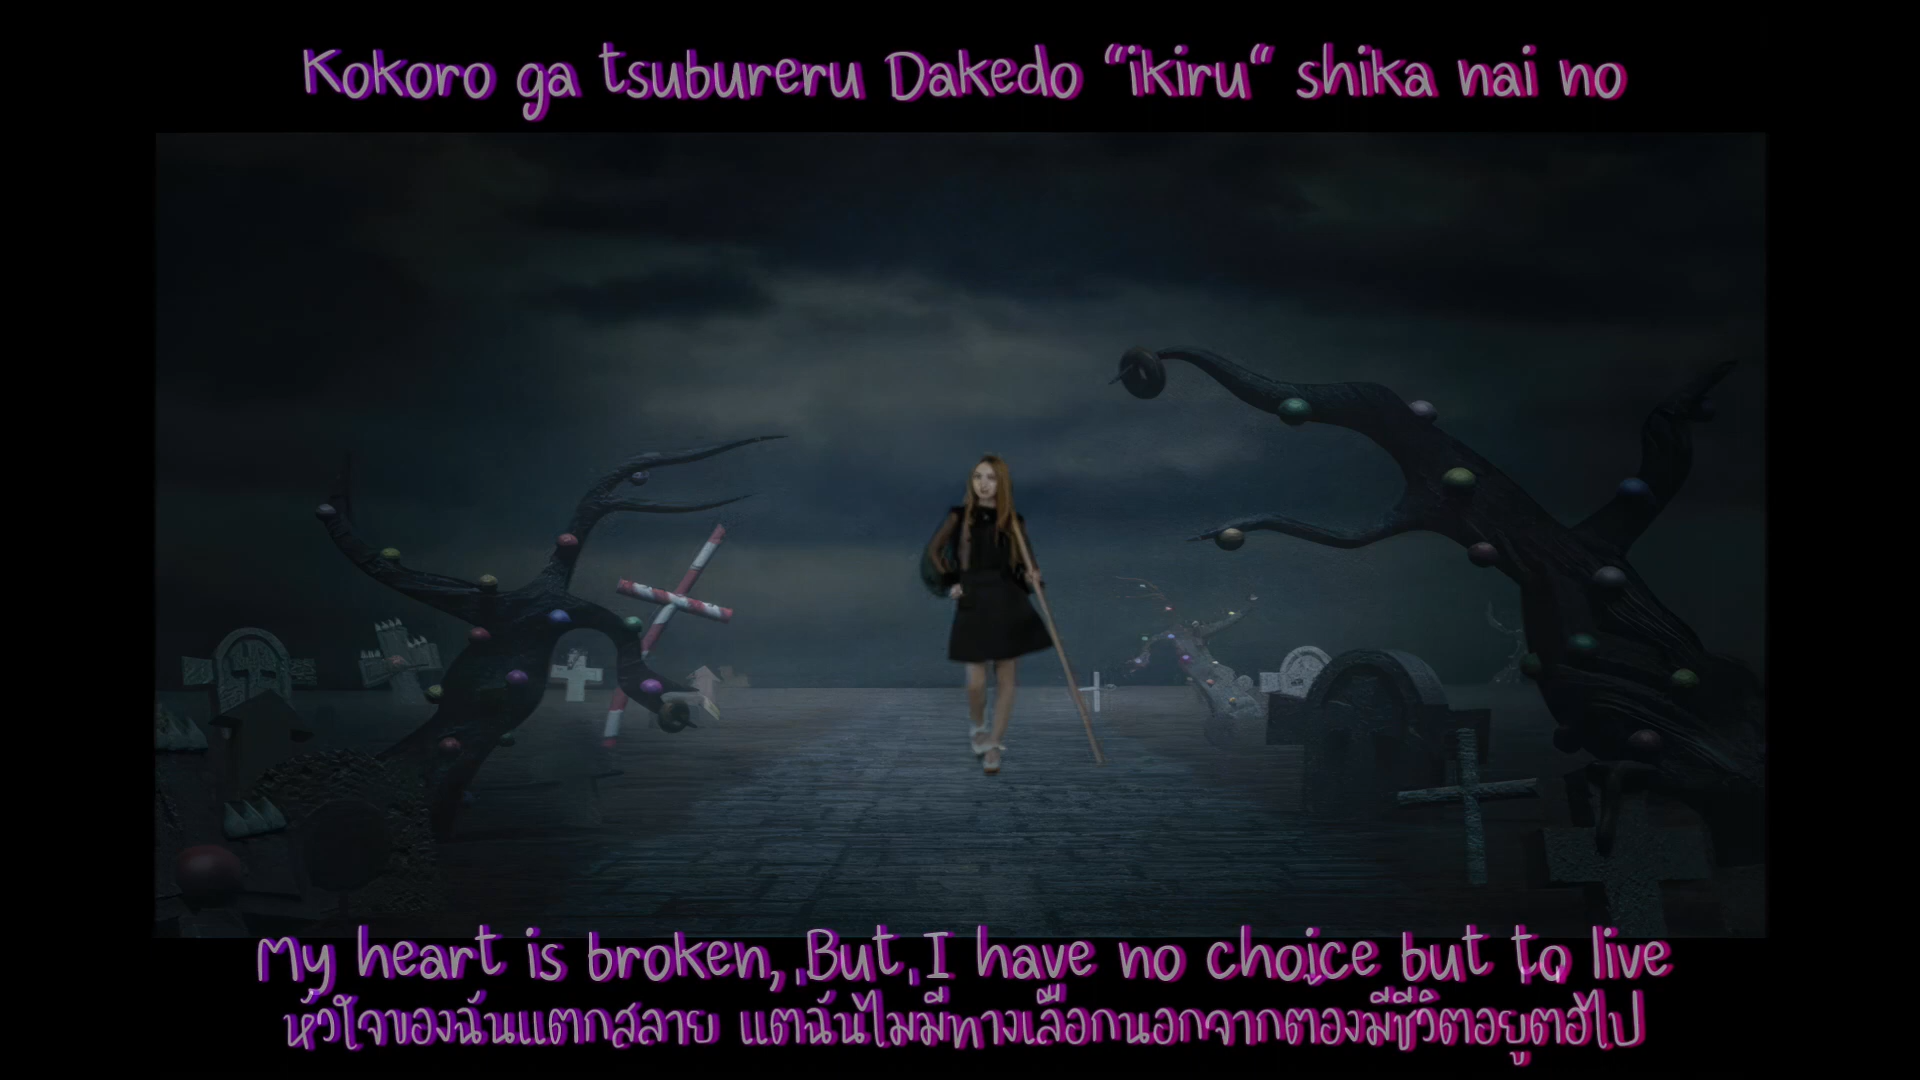 Kokoro ga tsubureru Dakedo “ikiru“ shika nai no
My heart is broken, But I have no choice but to live
หัวใจของฉันแตกสลาย แต่ฉันไม่มีทางเลือกนอกจากต้องมีชีวิตอยู่ต่อไป